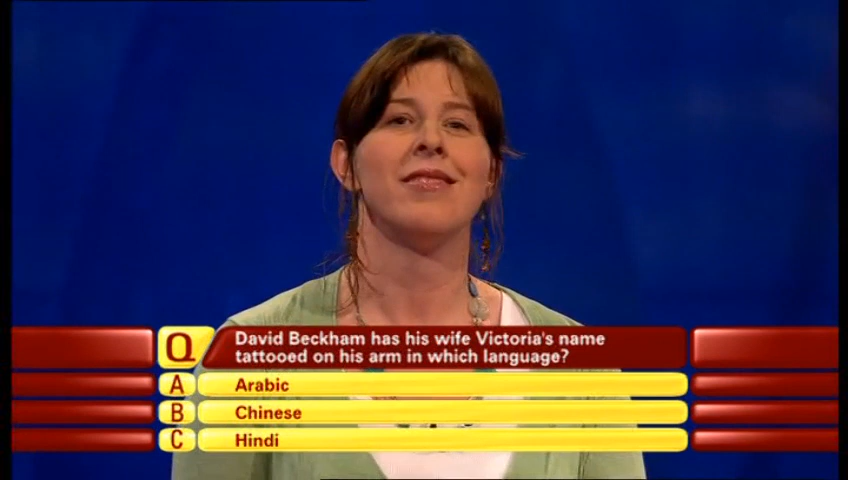 Q David Beckham has his wife Victoria's name
tattooed on his arm in which language?
A Arabic
B Chinese
C Hindi